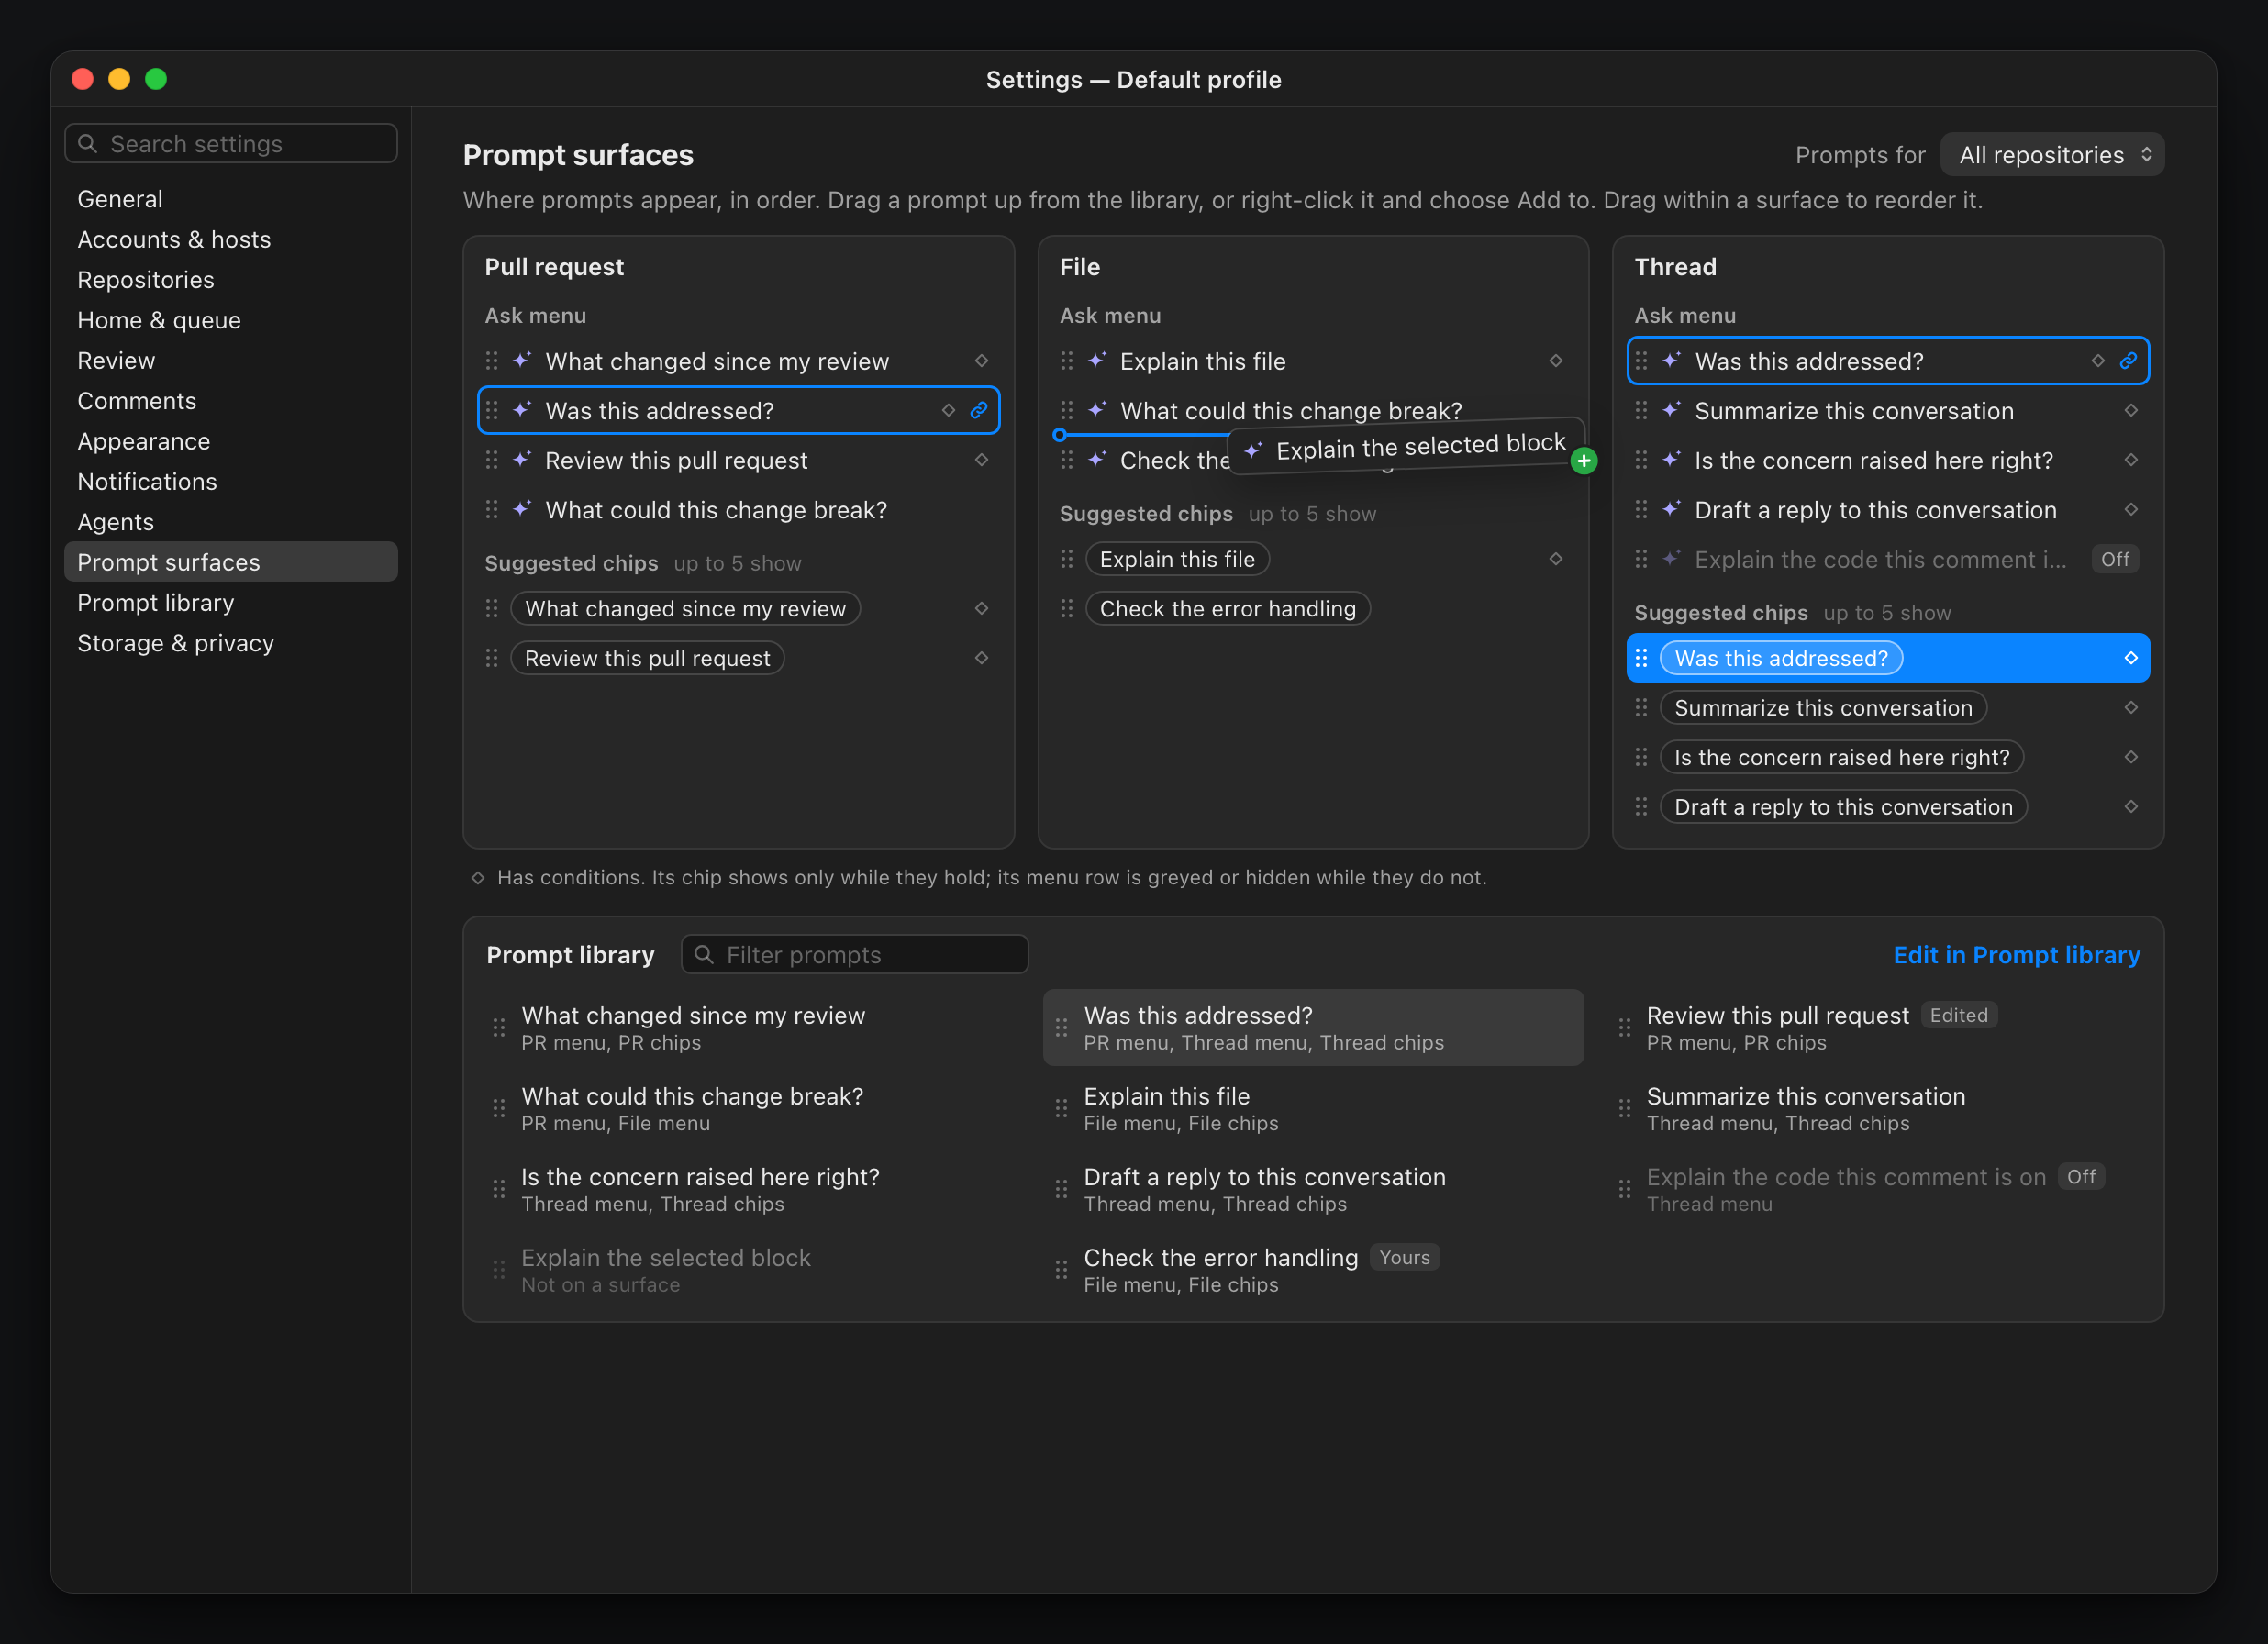 Settings — Default profile
Search settings
General
Accounts & hosts
Repositories
Home & queue
Review
Comments
Appearance
Notifications
Agents
Prompt surfaces
Prompt library
Storage & privacy
Prompt surfaces
Prompts for All repositories
Where prompts appear, in order. Drag a prompt up from the library, or right-click it and choose Add to. Drag within a surface to reorder it.
Pull request
Ask menu
What changed since my review
Was this addressed?
Review this pull request
What could this change break?
Suggested chips up to 5 show
What changed since my review
Review this pull request
File
Ask menu
Explain this file
What could this change break?
Explain the selected block
Check the
Suggested chips up to 5 show
Explain this file
Check the error handling
Thread
Ask menu
Was this addressed?
Summarize this conversation
Is the concern raised here right?
Draft a reply to this conversation
Explain the code this comment i... Off
Suggested chips up to 5 show
Was this addressed?
Summarize this conversation
Is the concern raised here right?
Draft a reply to this conversation
Has conditions. Its chip shows only while they hold; its menu row is greyed or hidden while they do not.
Prompt library
Filter prompts
Edit in Prompt library
What changed since my review
PR menu, PR chips
Was this addressed?
PR menu, Thread menu, Thread chips
Review this pull request Edited
PR menu, PR chips
What could this change break?
PR menu, File menu
Explain this file
File menu, File chips
Summarize this conversation
Thread menu, Thread chips
Is the concern raised here right?
Thread menu, Thread chips
Draft a reply to this conversation
Thread menu, Thread chips
Explain the code this comment is on Off
Thread menu
Explain the selected block
Not on a surface
Check the error handling Yours
File menu, File chips